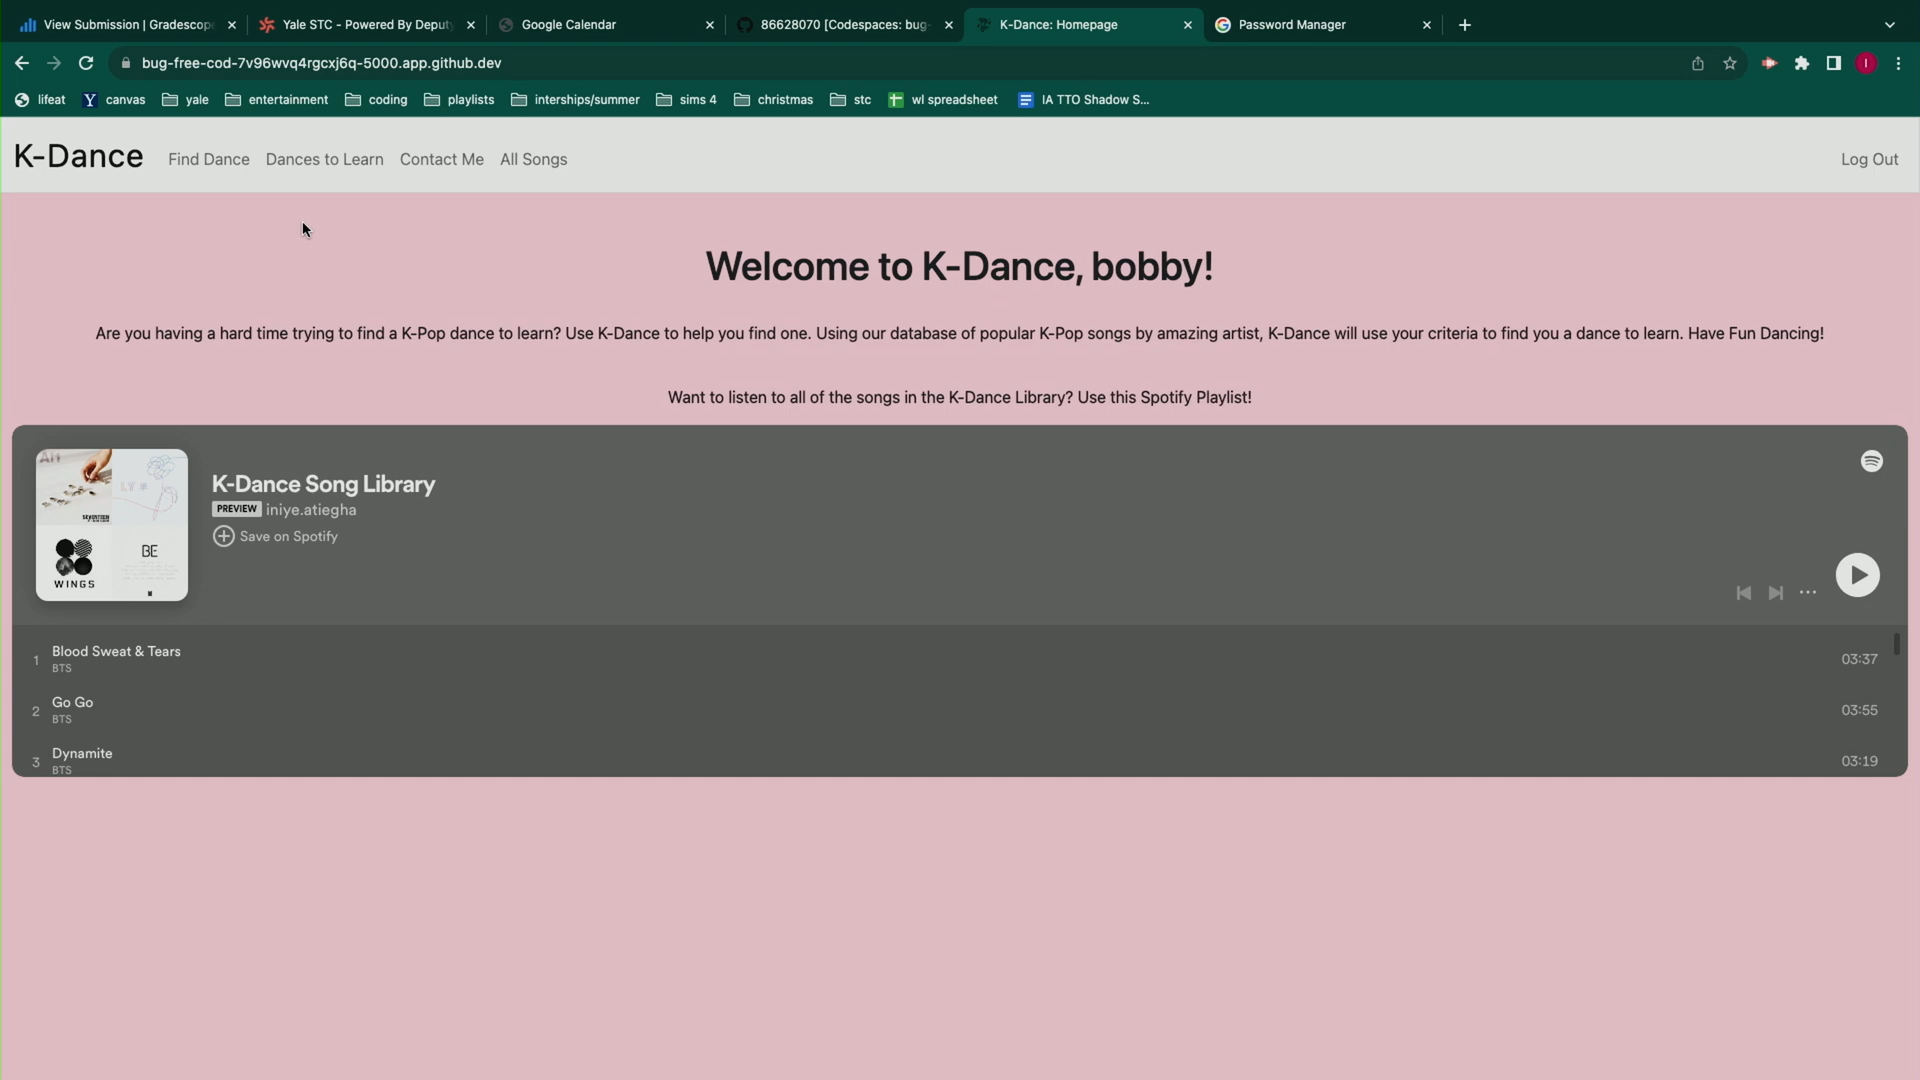 View Submission | Gradescop
Yale STC - Powered By Deputy
Google Calendar
86628070 [Codespaces: bug-
K-Dance: Homepage
Password Manager
bug-free-cod-7v96wvq4rgcxj6q-5000.app.github.dev
I
lifeat
Y canvas
yale
entertainment
coding
playlists
interships/summer
sims 4
christmas
stc
wl spreadsheet
IA TTO Shadow S...
K-Dance
Find Dance
Dances to Learn
Contact Me
All Songs
Log Out
Welcome to K-Dance, bobby!
Are you having a hard time trying to find a K-Pop dance to learn? Use K-Dance to help you find one. Using our database of popular K-Pop songs by amazing artist, K-Dance will use your criteria to find you a dance to learn. Have Fun Dancing!
Want to listen to all of the songs in the K-Dance Library? Use this Spotify Playlist!
SEVENTEEN
WINGS
BE
K-Dance Song Library
PREVIEW iniye.atiegha
Save on Spotify
1 Blood Sweat & Tears 03:37
BTS
2 Go Go 03:55
BTS
3 Dynamite 03:19
BTS